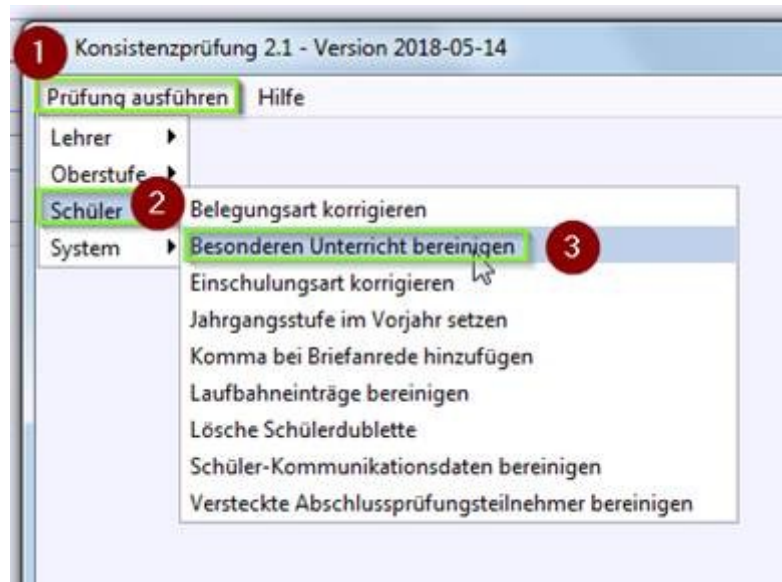 1
Konsistenzprüfung 2.1 - Version 2018-05-14
Prüfung ausführen Hilfe
Lehrer
Oberstufe
Schüler 2
System
Belegungsart korrigieren
Besonderen Unterricht bereinigen 3
Einschulungsart korrigieren
Jahrgangsstufe im Vorjahr setzen
Komma bei Briefanrede hinzufügen
Laufbahneinträge bereinigen
Lösche Schülerdublette
Schüler-Kommunikationsdaten bereinigen
Versteckte Abschlussprüfungsteilnehmer bereinigen